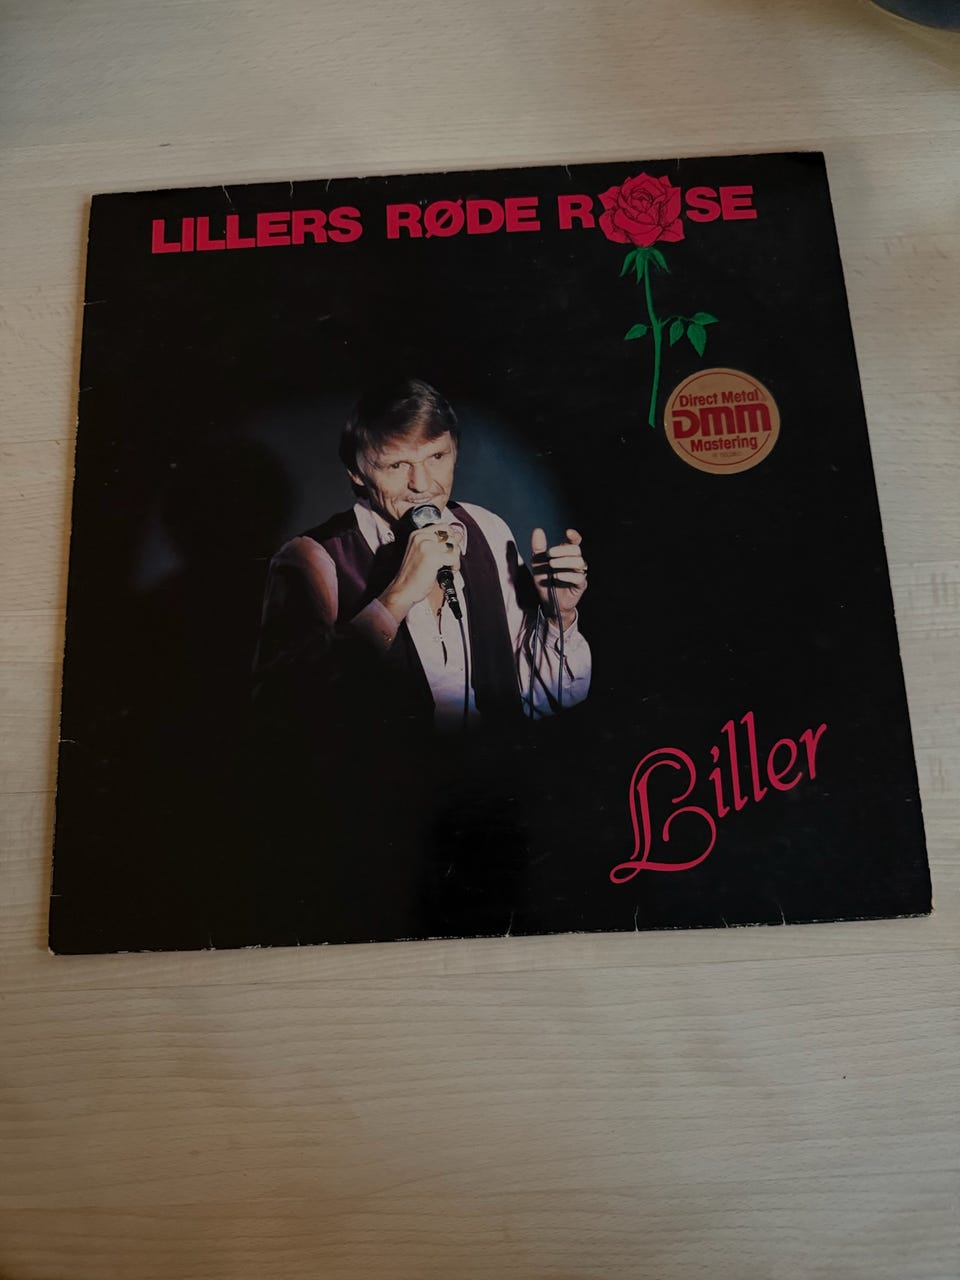 LILLERS RØDE ROSE
Direct Metal
DMM
Mastering
Liller